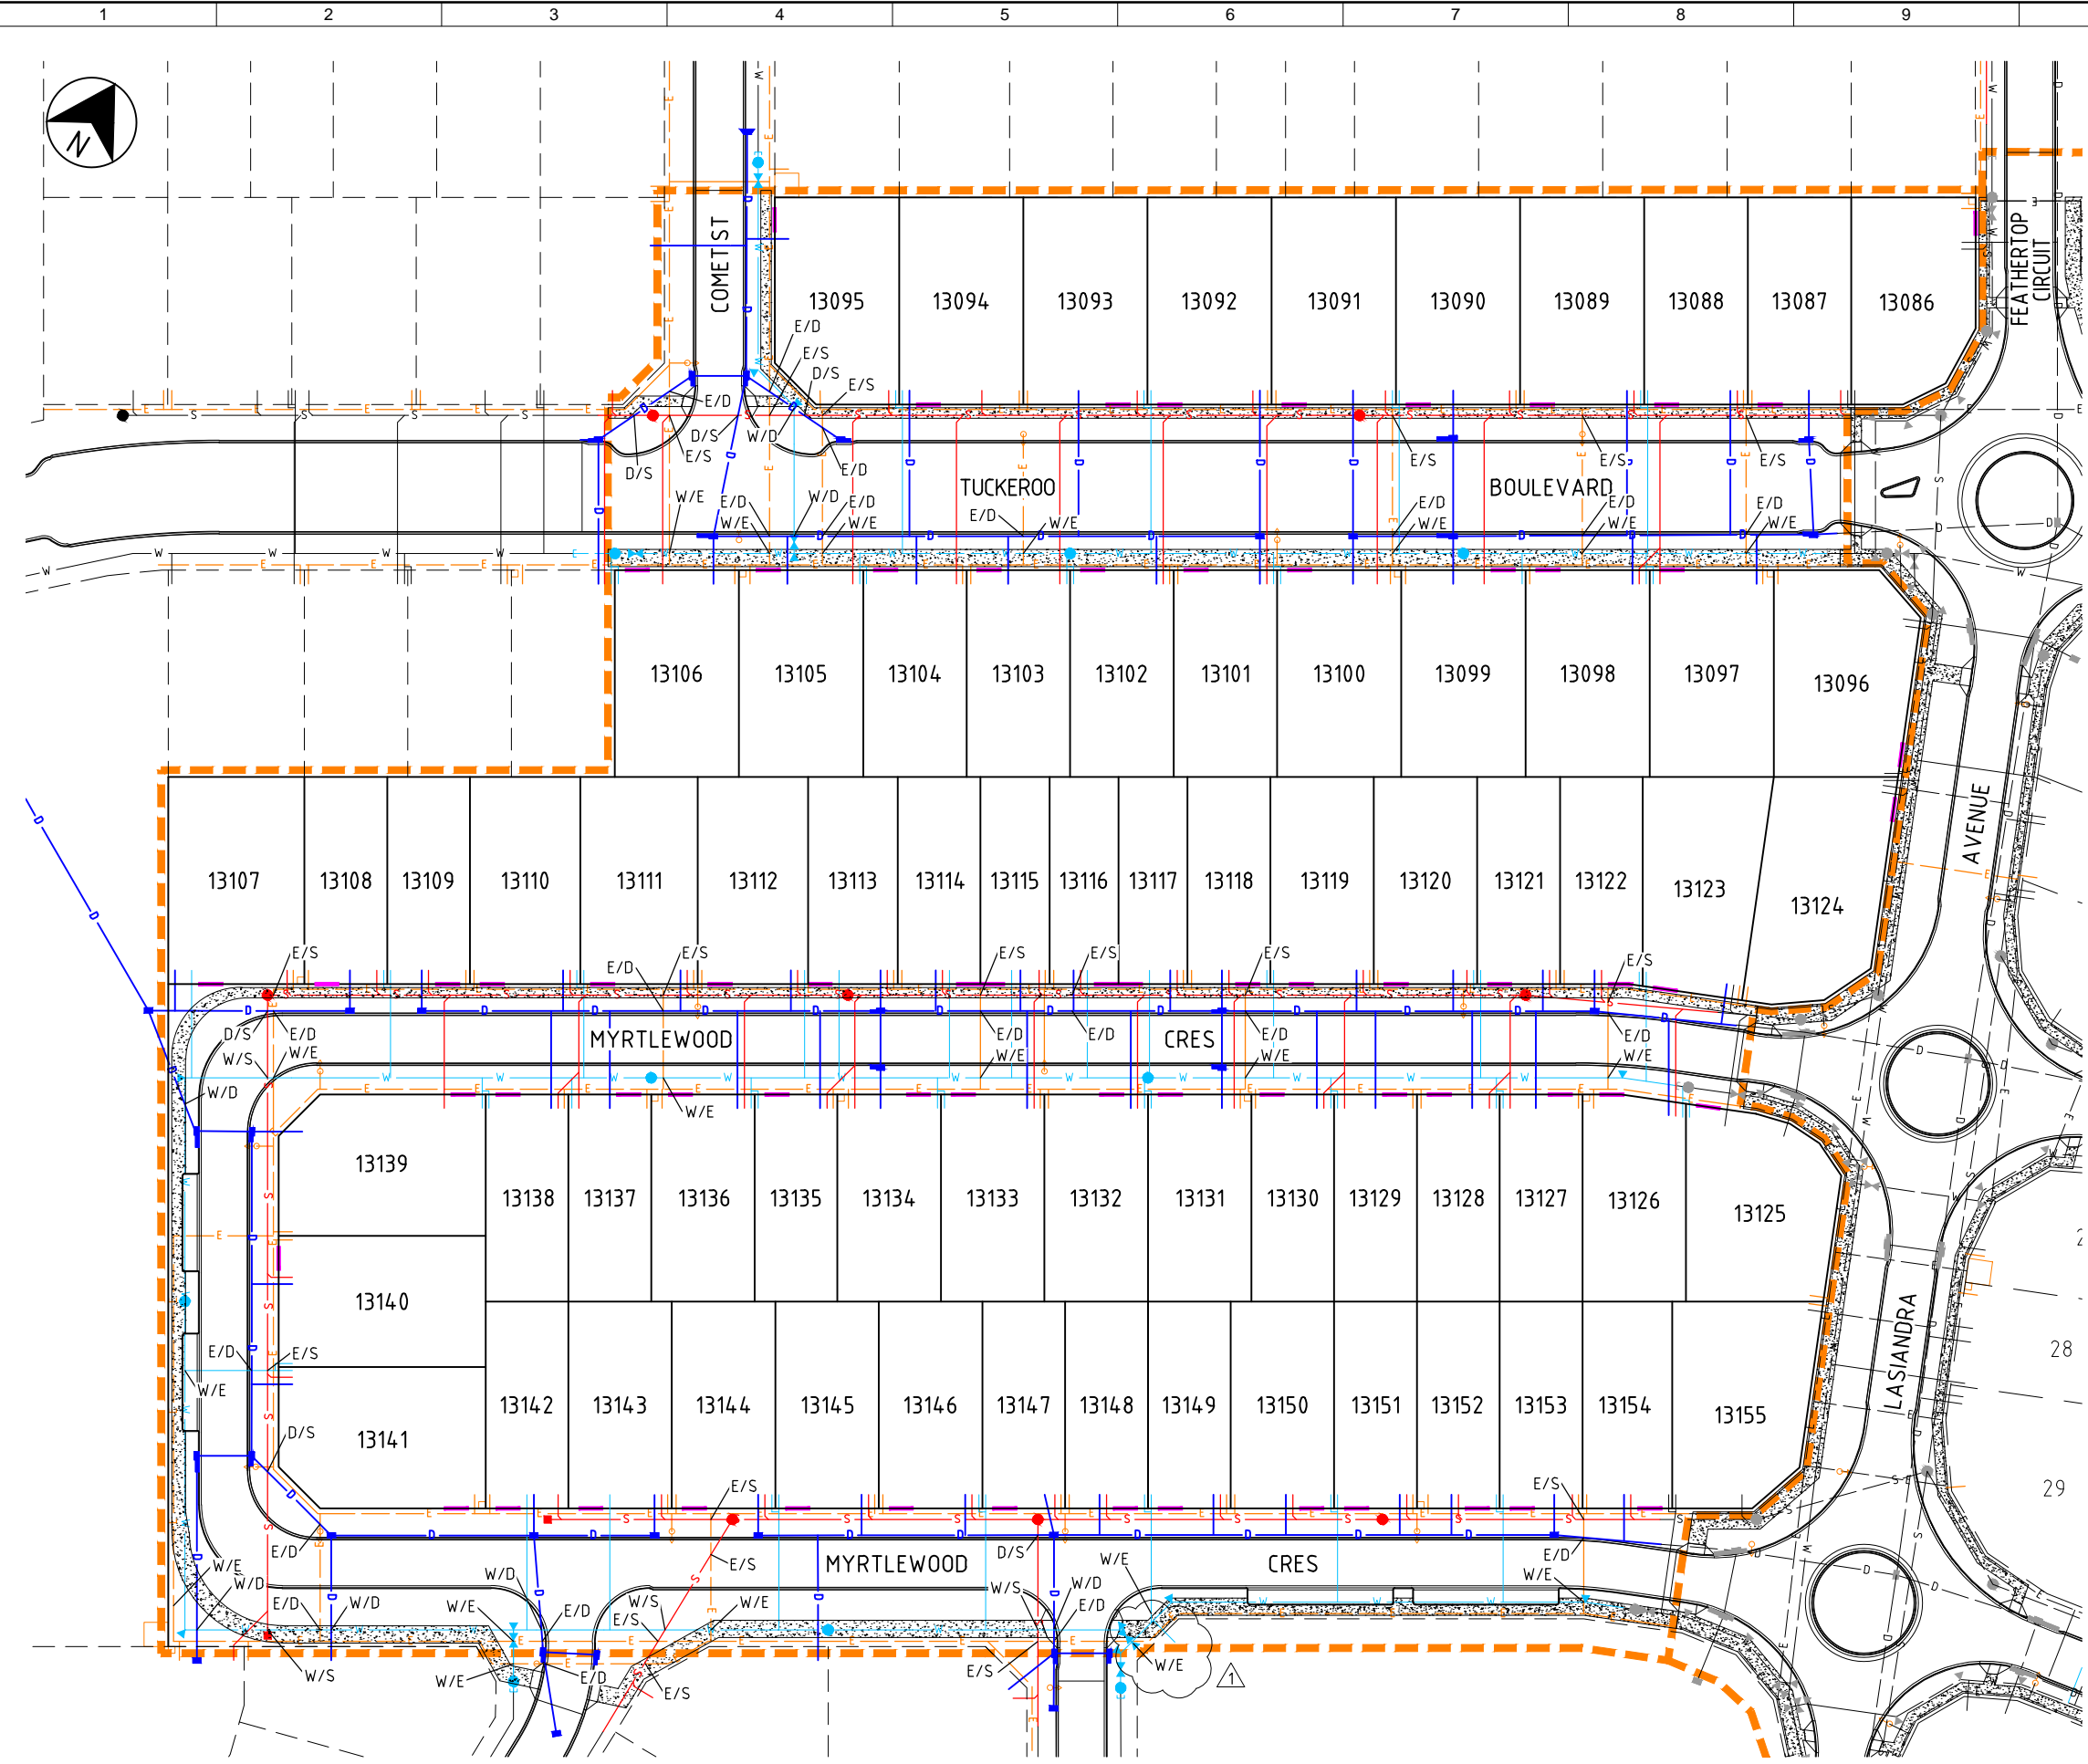 1 2 3 4 5 6 7 8 9
N
COMET ST
FEATHERTOP
CIRCUIT
13095 13094 13093 13092 13091 13090 13089 13088 13087 13086
E/D
E/S
D/S
E/S
E/D
D/S
W/D
E/S
D/S
E/D
E/S
E/S
E/S
TUCKEROO BOULEVARD
W/E
E/D
W/E
W/D
E/D
W/E
E/D
W/E
E/D
W/E
E/D
W/E
E/D
W/E
13106 13105 13104 13103 13102 13101 13100 13099 13098 13097 13096
AVENUE
13107 13108 13109 13110 13111 13112 13113 13114 13115 13116 13117 13118 13119 13120 13121 13122 13123 13124
E/S
E/D
E/S
E/S
E/S
E/S
E/S
D/S
E/D
W/S
W/E
W/D
MYRTLEWOOD CRES
E/D
W/E
E/D
E/D
W/E
E/D
W/E
W/E
13139 13138 13137 13136 13135 13134 13133 13132 13131 13130 13129 13128 13127 13126 13125
13140
E/D
E/S
W/E
LASIANDRA
28
13141 13142 13143 13144 13145 13146 13147 13148 13149 13150 13151 13152 13153 13154 13155
D/S
29
E/S
E/S
E/D
W/E
W/D
E/D
W/D
MYRTLEWOOD CRES
W/D
E/D
W/E
E/S
W/S
E/S
W/E
D/S
W/S
W/E
W/D
E/D
E/D
W/E
W/S
W/E
E/D
E/S
E/S
W/E
1